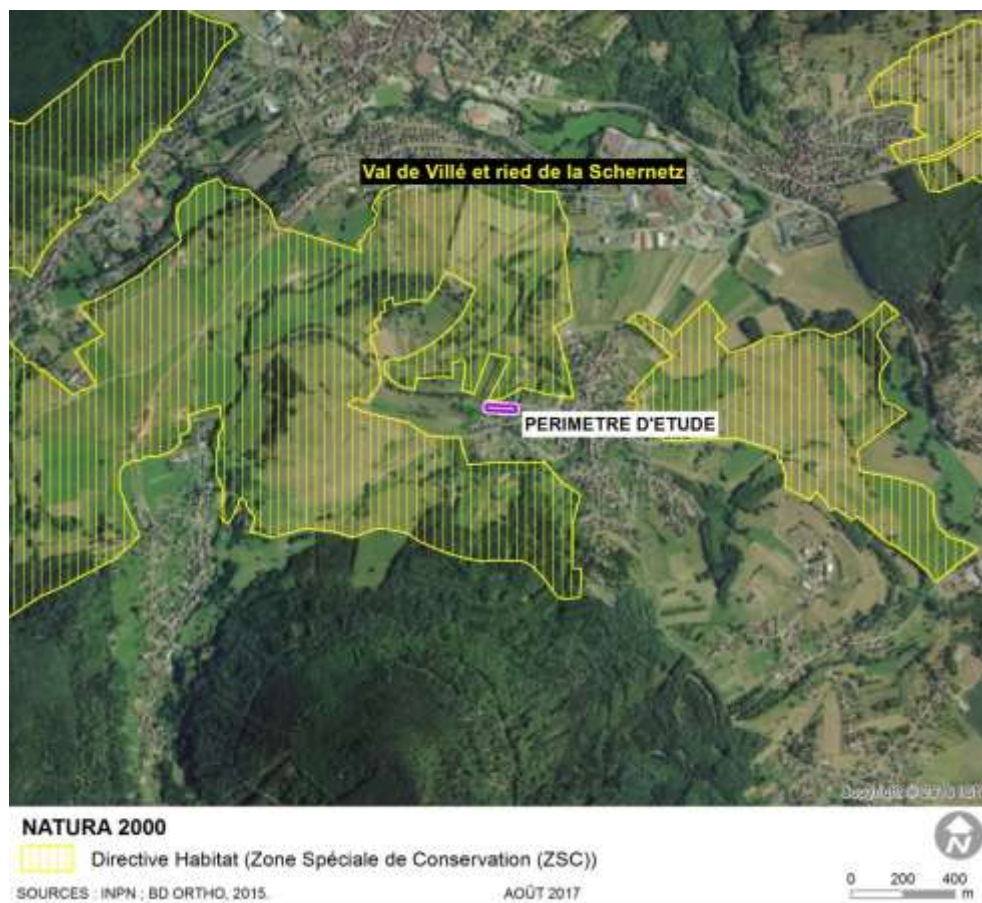 Val de Villé et ried de la Schernetz
PERIMETRE D'ETUDE
Copyright ©
NATURA 2000
N
Directive Habitat (Zone Spéciale de Conservation (ZSC))
0 200 400
m
SOURCES : INPN ; BD ORTHO, 2015. AOÛT 2017